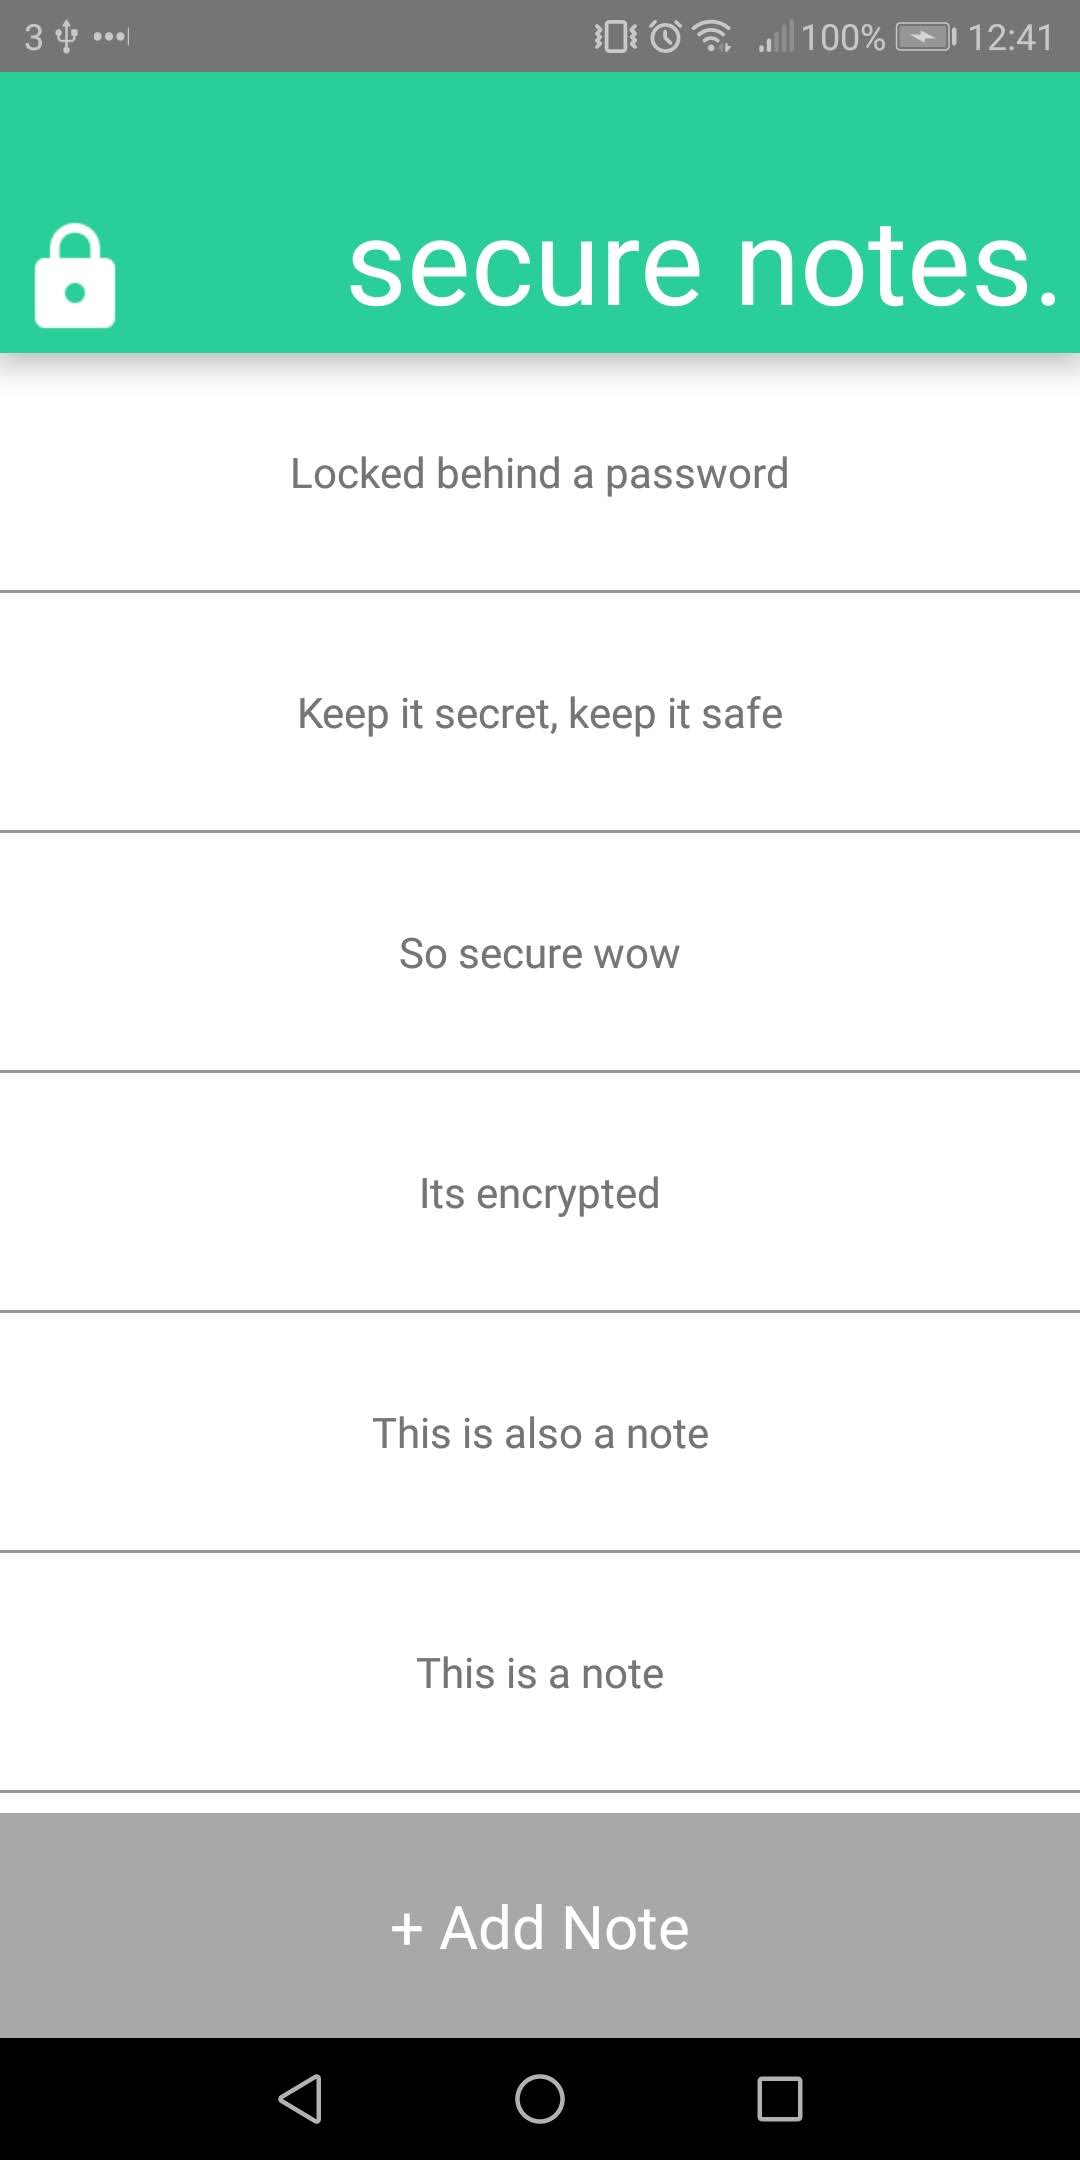 3 100% 12:41
secure notes.
Locked behind a password
Keep it secret, keep it safe
So secure wow
Its encrypted
This is also a note
This is a note
+ Add Note